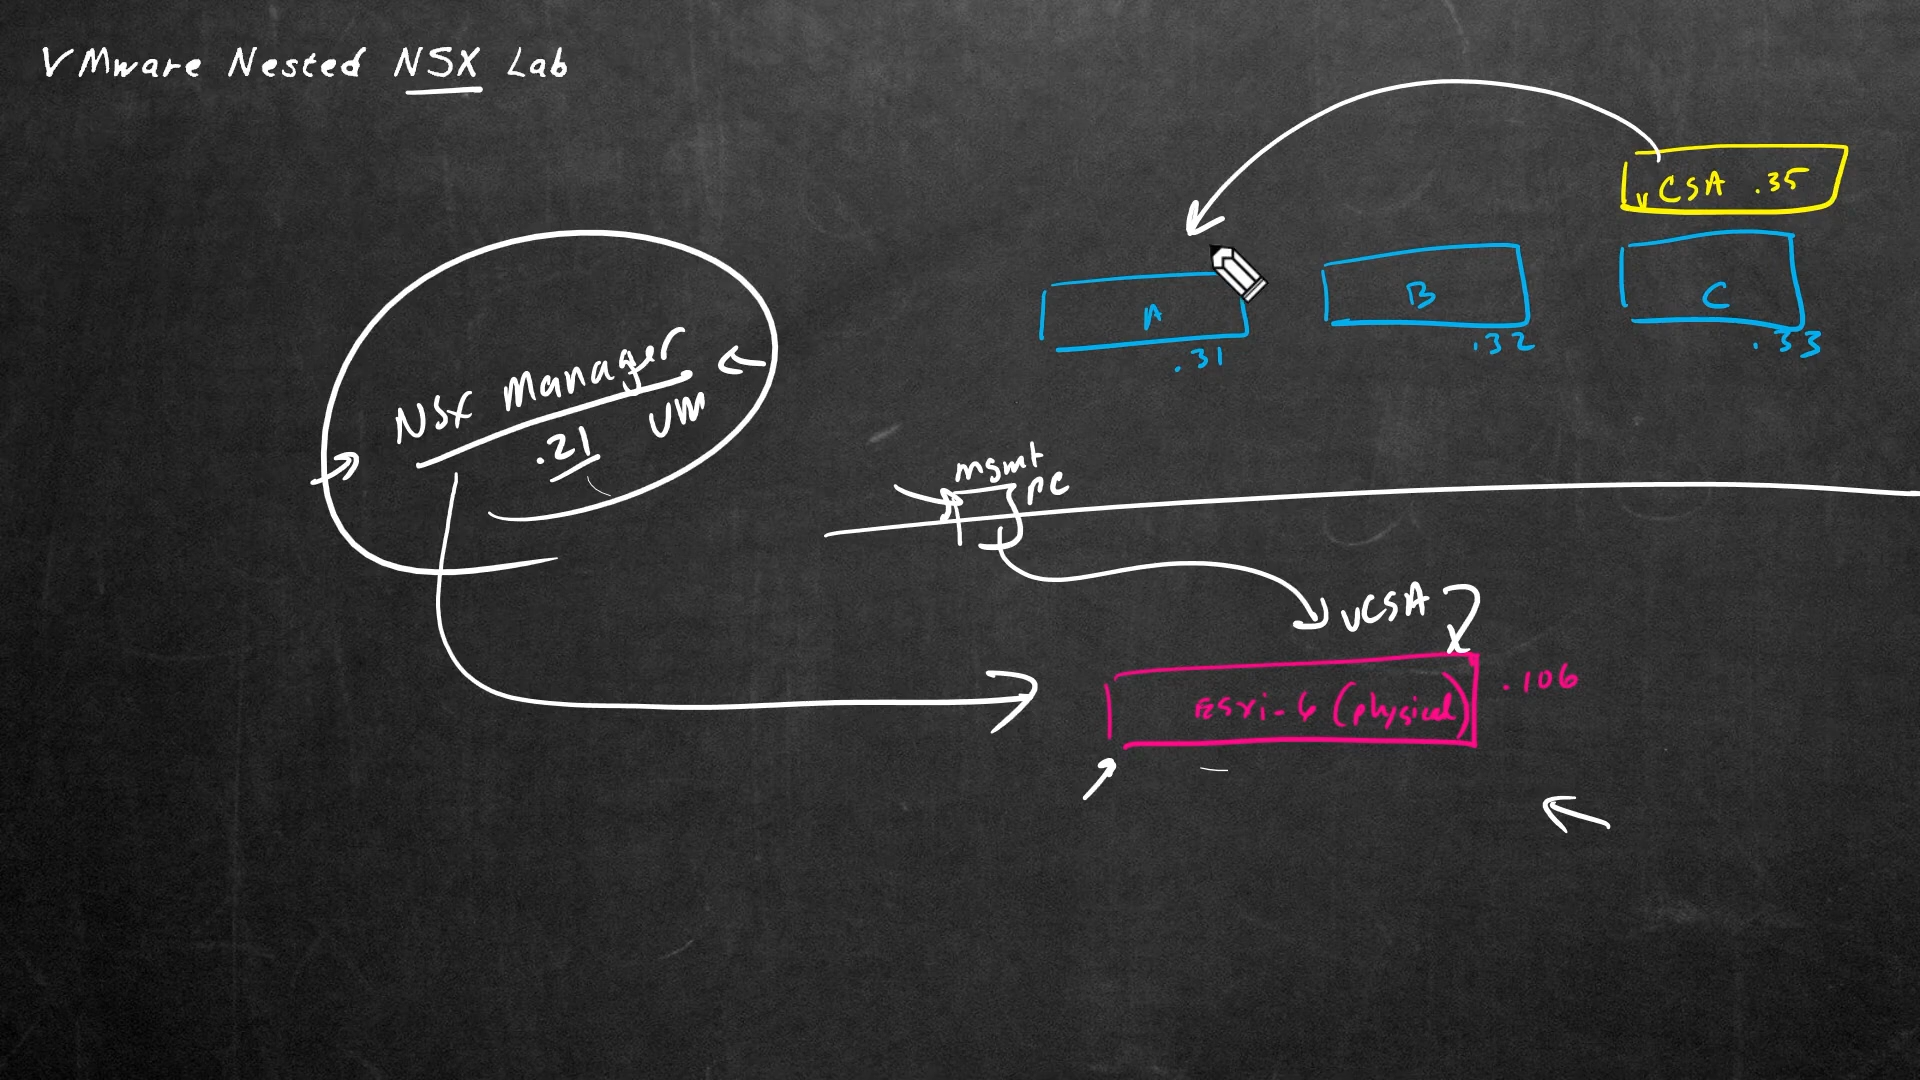 VMware Nested NSX Lab
vCSA .35
A
B
C
.31
.32
.33
NSX Manager
.21 VM
msmt
PC
vCSA
ESXi-6 (physical)
.106